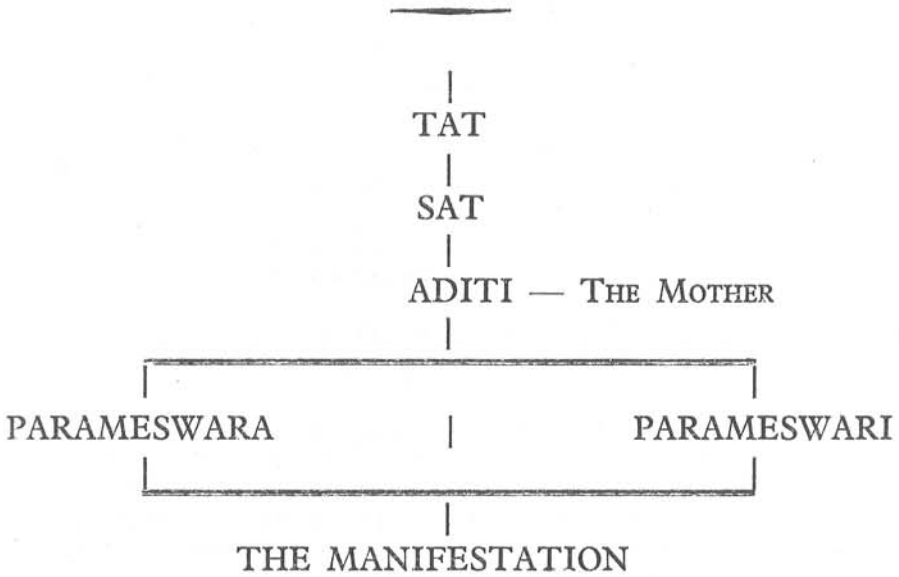 TAT
SAT
ADITI — THE MOTHER
PARAMESWARA PARAMESWARI
THE MANIFESTATION